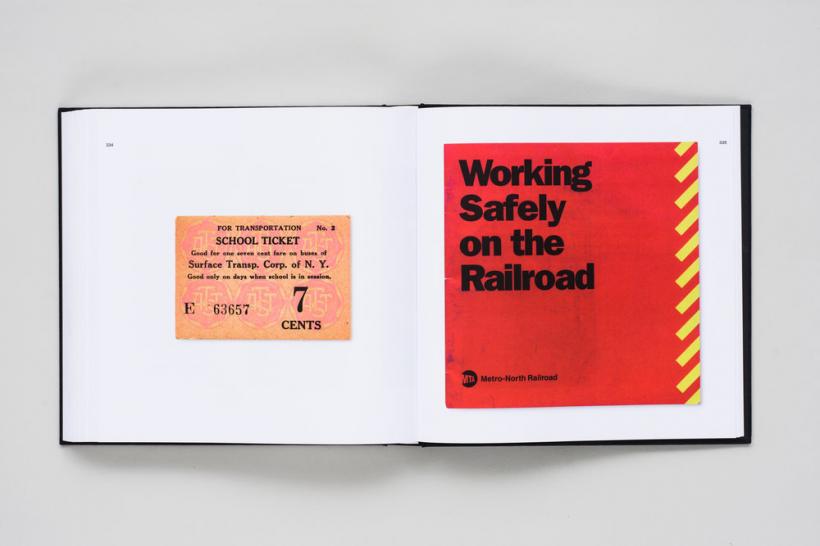 334
FOR TRANSPORTATION No. 2
SCHOOL TICKET
Good for one seven cent fare on buses of
Surface Transp. Corp. of N. Y.
Good only on days when school is in session.
E 63657
7
CENTS
335
Working
Safely
on the
Railroad
MTA Metro-North Railroad